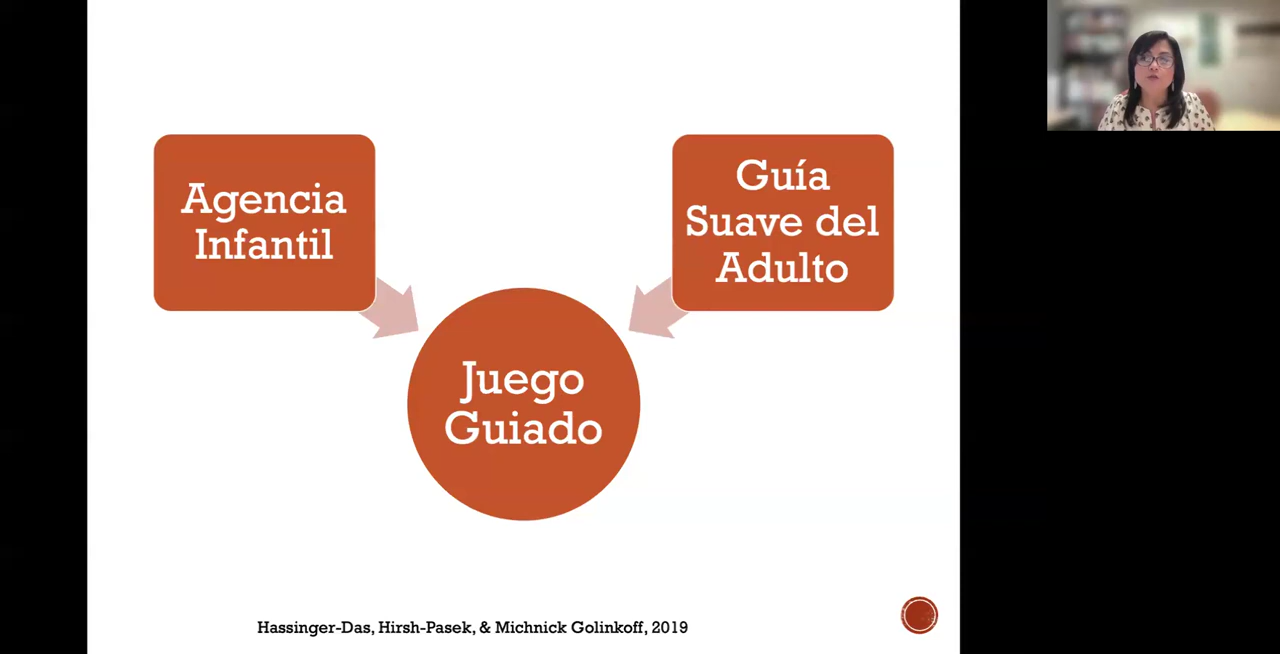 Agencia
Infantil
Guía
Suave del
Adulto
Juego
Guiado
Hassinger-Das, Hirsh-Pasek, & Michnick Golinkoff, 2019